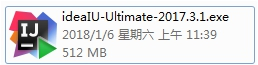 IJ
ideaIU-Ultimate-2017.3.1.exe
2018/1/6 星期六 上午 11:39
512 MB